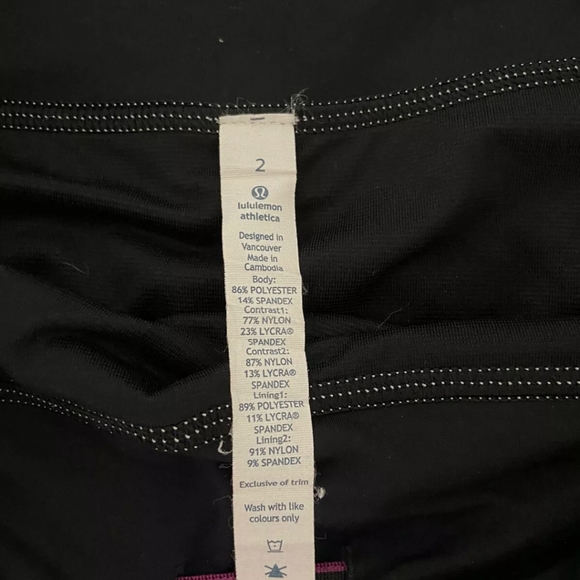 2
lululemon
athletica
Designed in
Vancouver
Made in
Cambodia
Body:
86% POLYESTER
14% SPANDEX
Contrast1:
77% NYLON
23% LYCRA®
SPANDEX
Contrast2:
87% NYLON
13% LYCRA®
SPANDEX
Lining1:
89% POLYESTER
11% LYCRA®
SPANDEX
Lining2:
91% NYLON
9% SPANDEX
Exclusive of trim
Wash with like
colours only